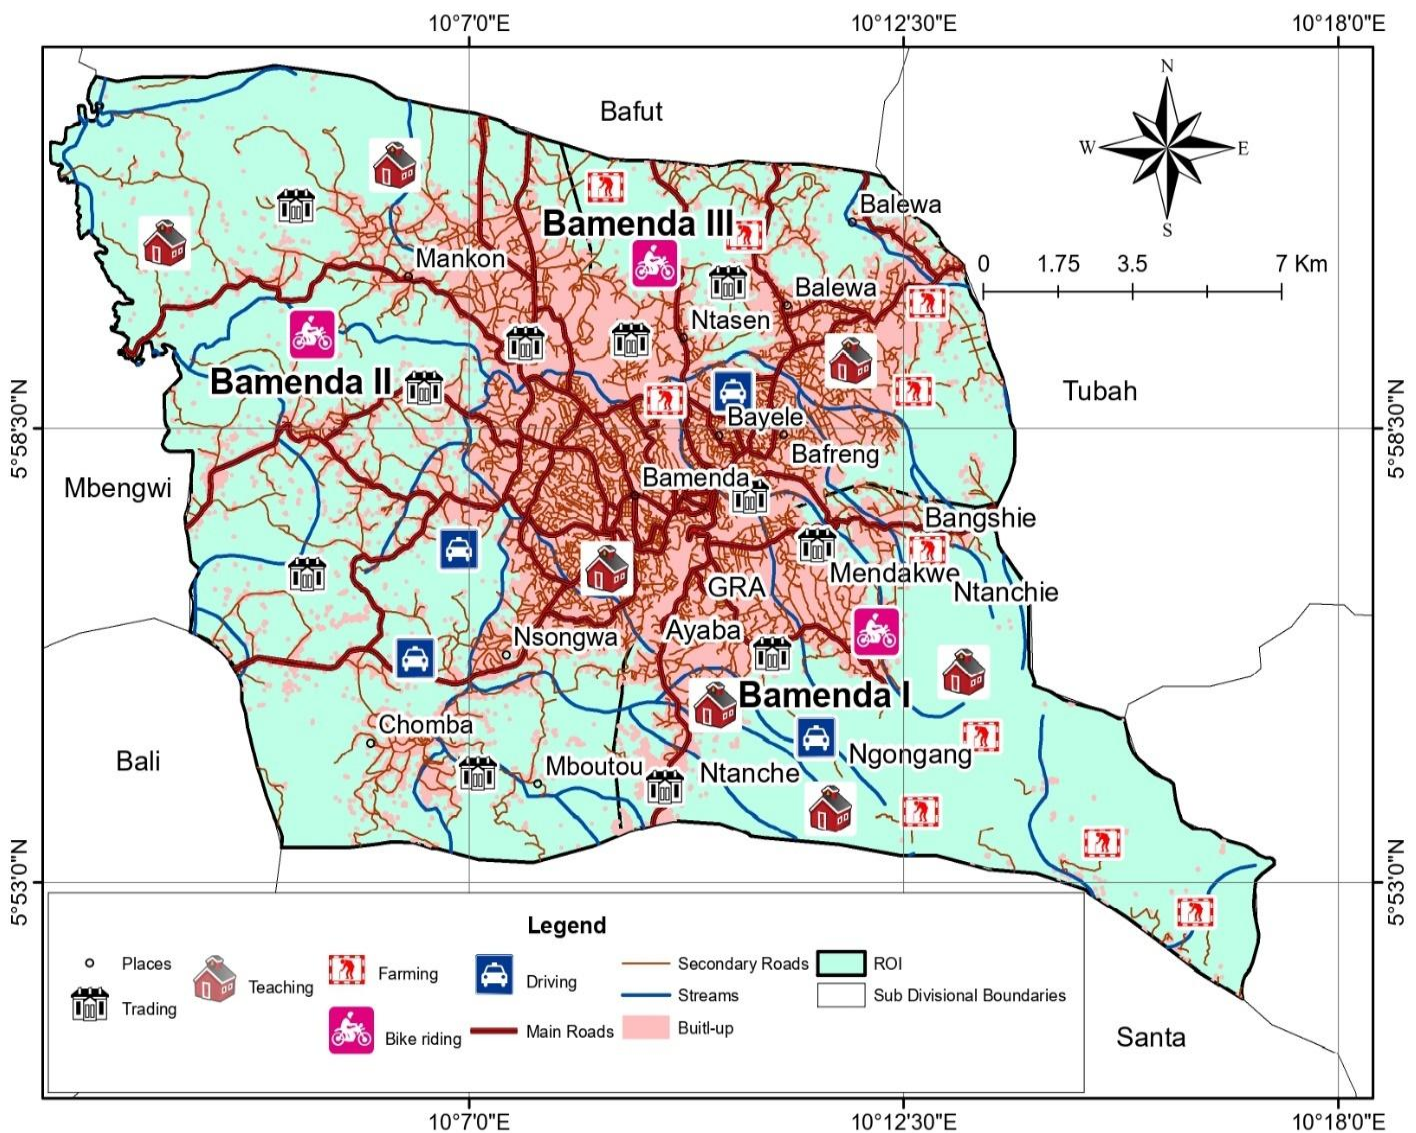 10°7'0"E
10°12'30"E
10°18'0"E
N
W
E
S
Bafut
Balewa
Bamenda III
Mankon
0 1.75 3.5 7 Km
Balewa
Ntasen
Bamenda II
Tubah
5°58'30"N
5°58'30"N
Bayele
Bafreng
Mbengwi
Bamenda
Bangshie
Mendakwe
Ntanchie
GRA
Ayaba
Nsongwa
Bamenda I
Chomba
Bali
Mboutou
Ntanche
Ngongang
5°53'0"N
5°53'0"N
Legend
Places
Trading
Teaching
Farming
Bike riding
Driving
Main Roads
Secondary Roads
Streams
Buitl-up
ROI
Sub Divisional Boundaries
Santa
10°7'0"E
10°12'30"E
10°18'0"E